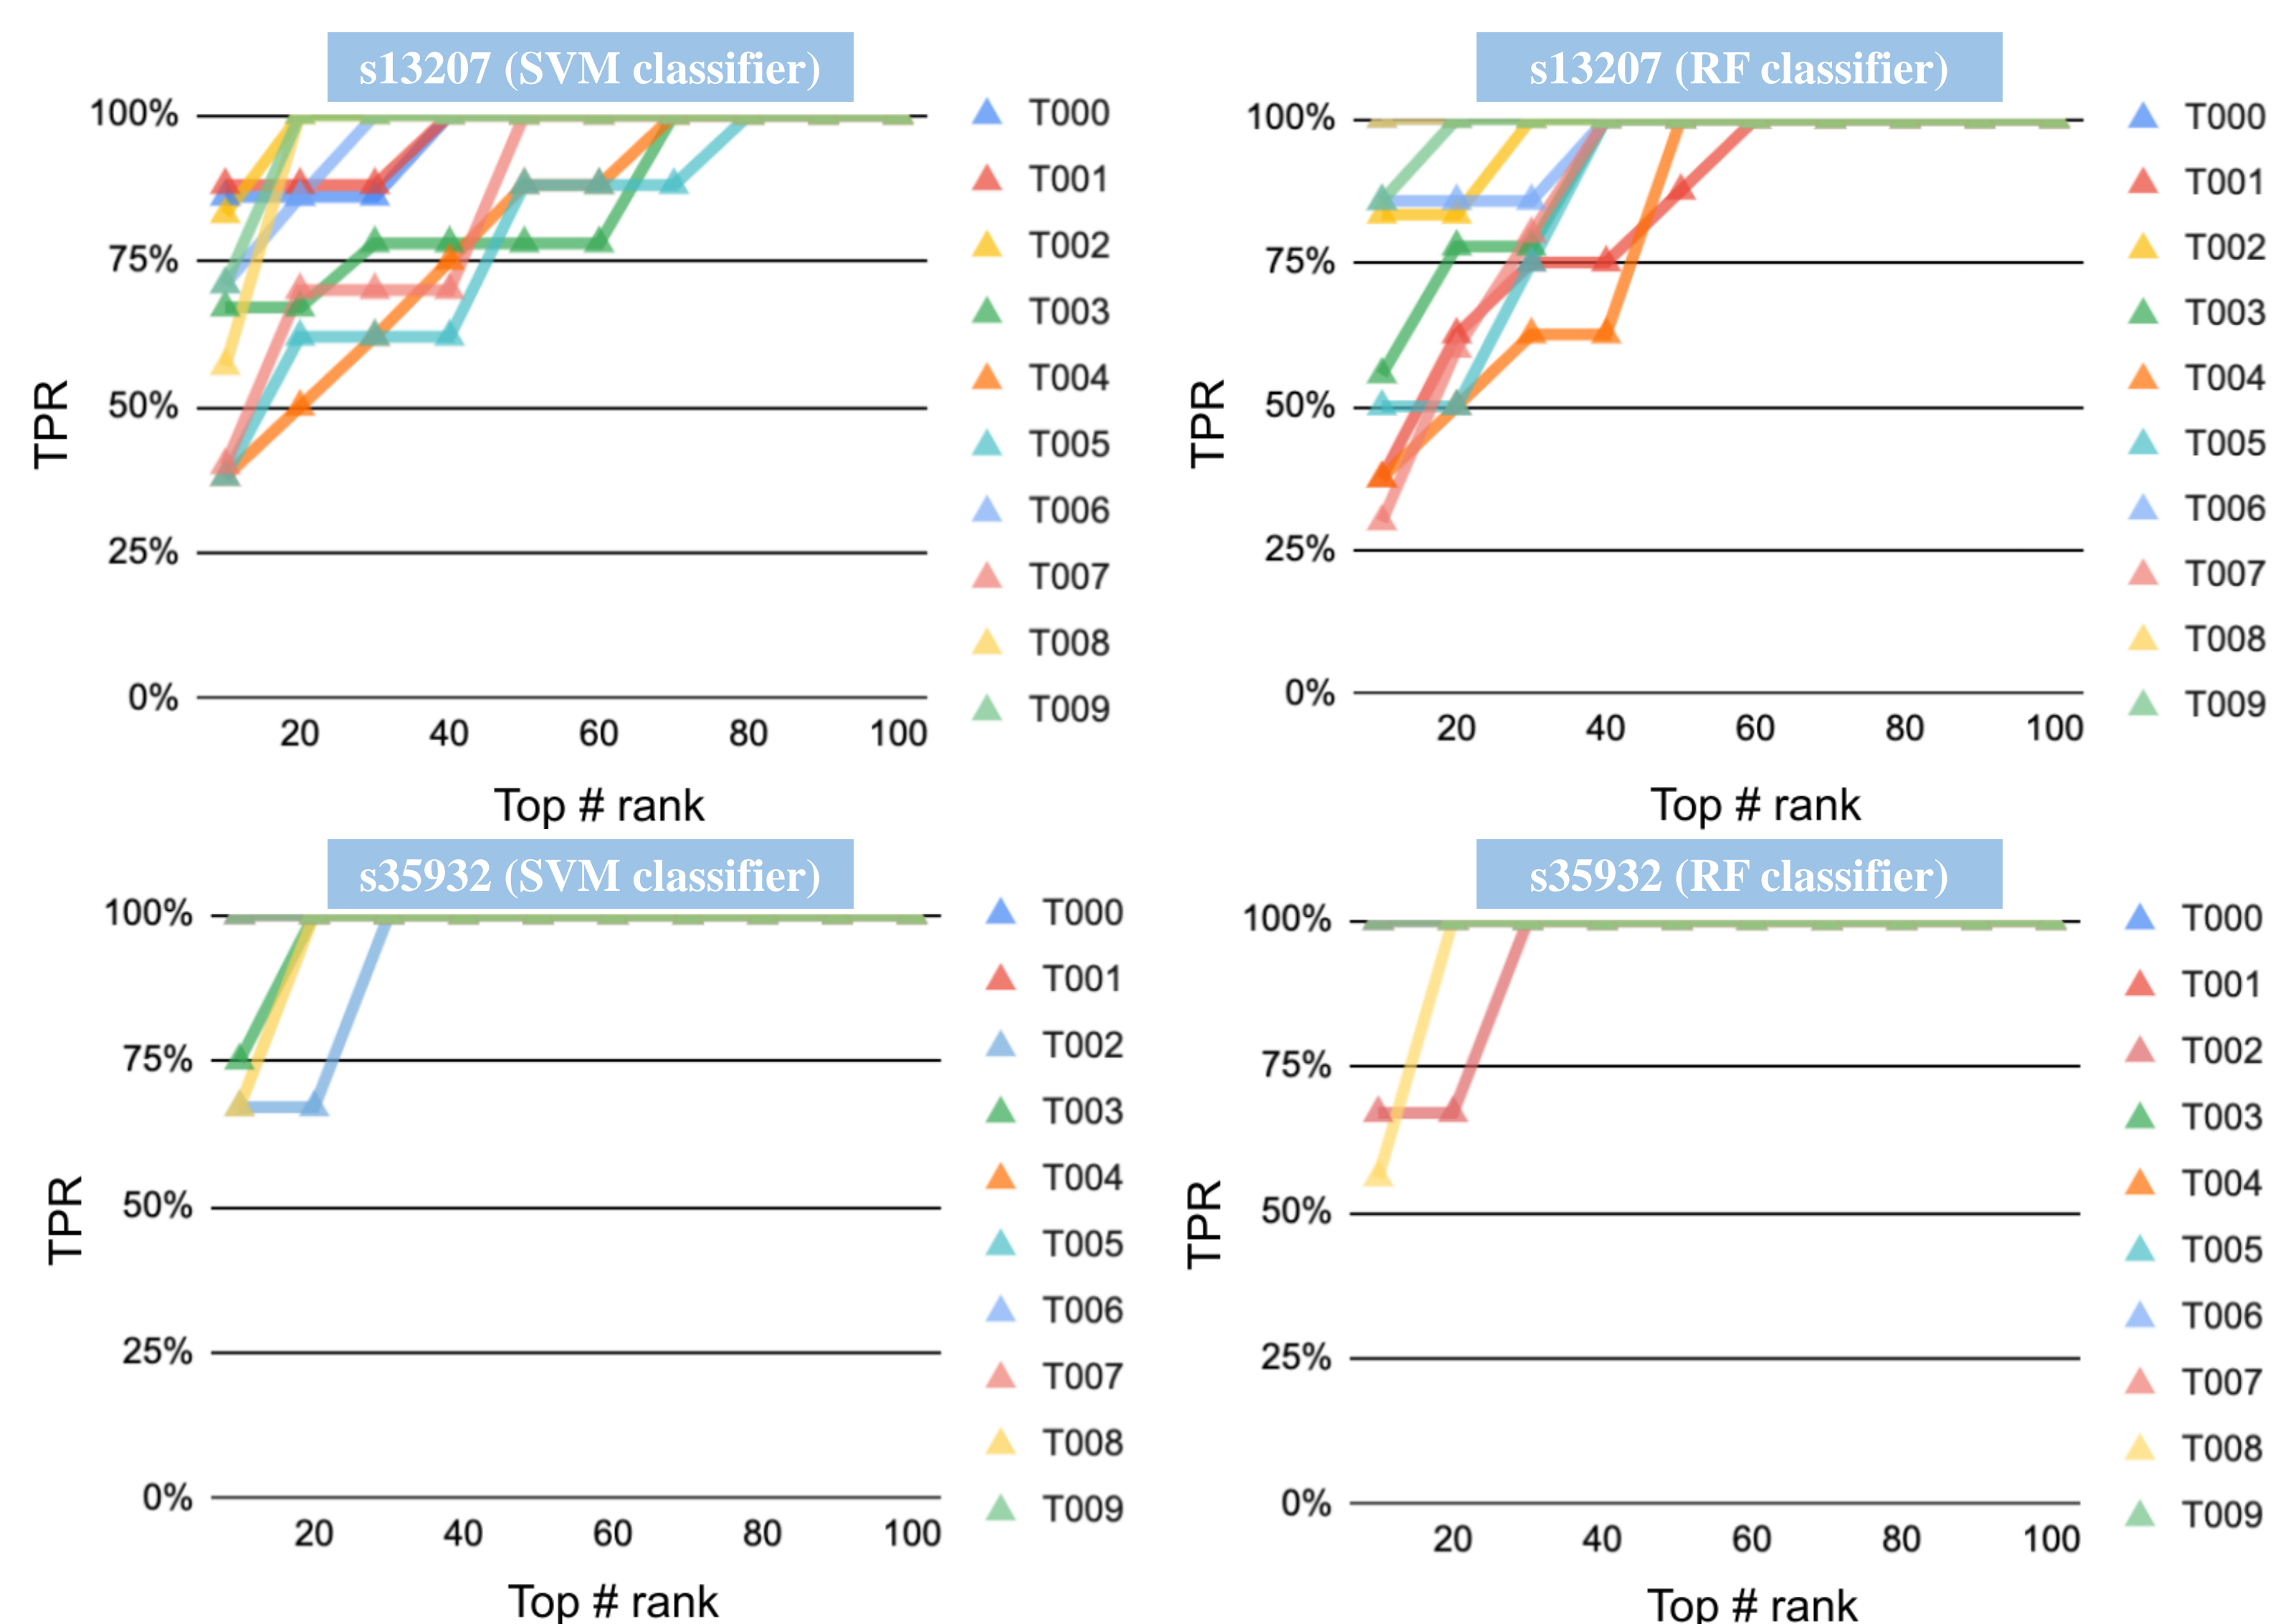 s13207 (SVM classifier)
100%
75%
50%
25%
0%
TPR
20 40 60 80 100
Top # rank
T000
T001
T002
T003
T004
T005
T006
T007
T008
T009
s13207 (RF classifier)
100%
75%
50%
25%
0%
TPR
20 40 60 80 100
Top # rank
T000
T001
T002
T003
T004
T005
T006
T007
T008
T009
s35932 (SVM classifier)
100%
75%
50%
25%
0%
TPR
20 40 60 80 100
Top # rank
T000
T001
T002
T003
T004
T005
T006
T007
T008
T009
s35932 (RF classifier)
100%
75%
50%
25%
0%
TPR
20 40 60 80 100
Top # rank
T000
T001
T002
T003
T004
T005
T006
T007
T008
T009